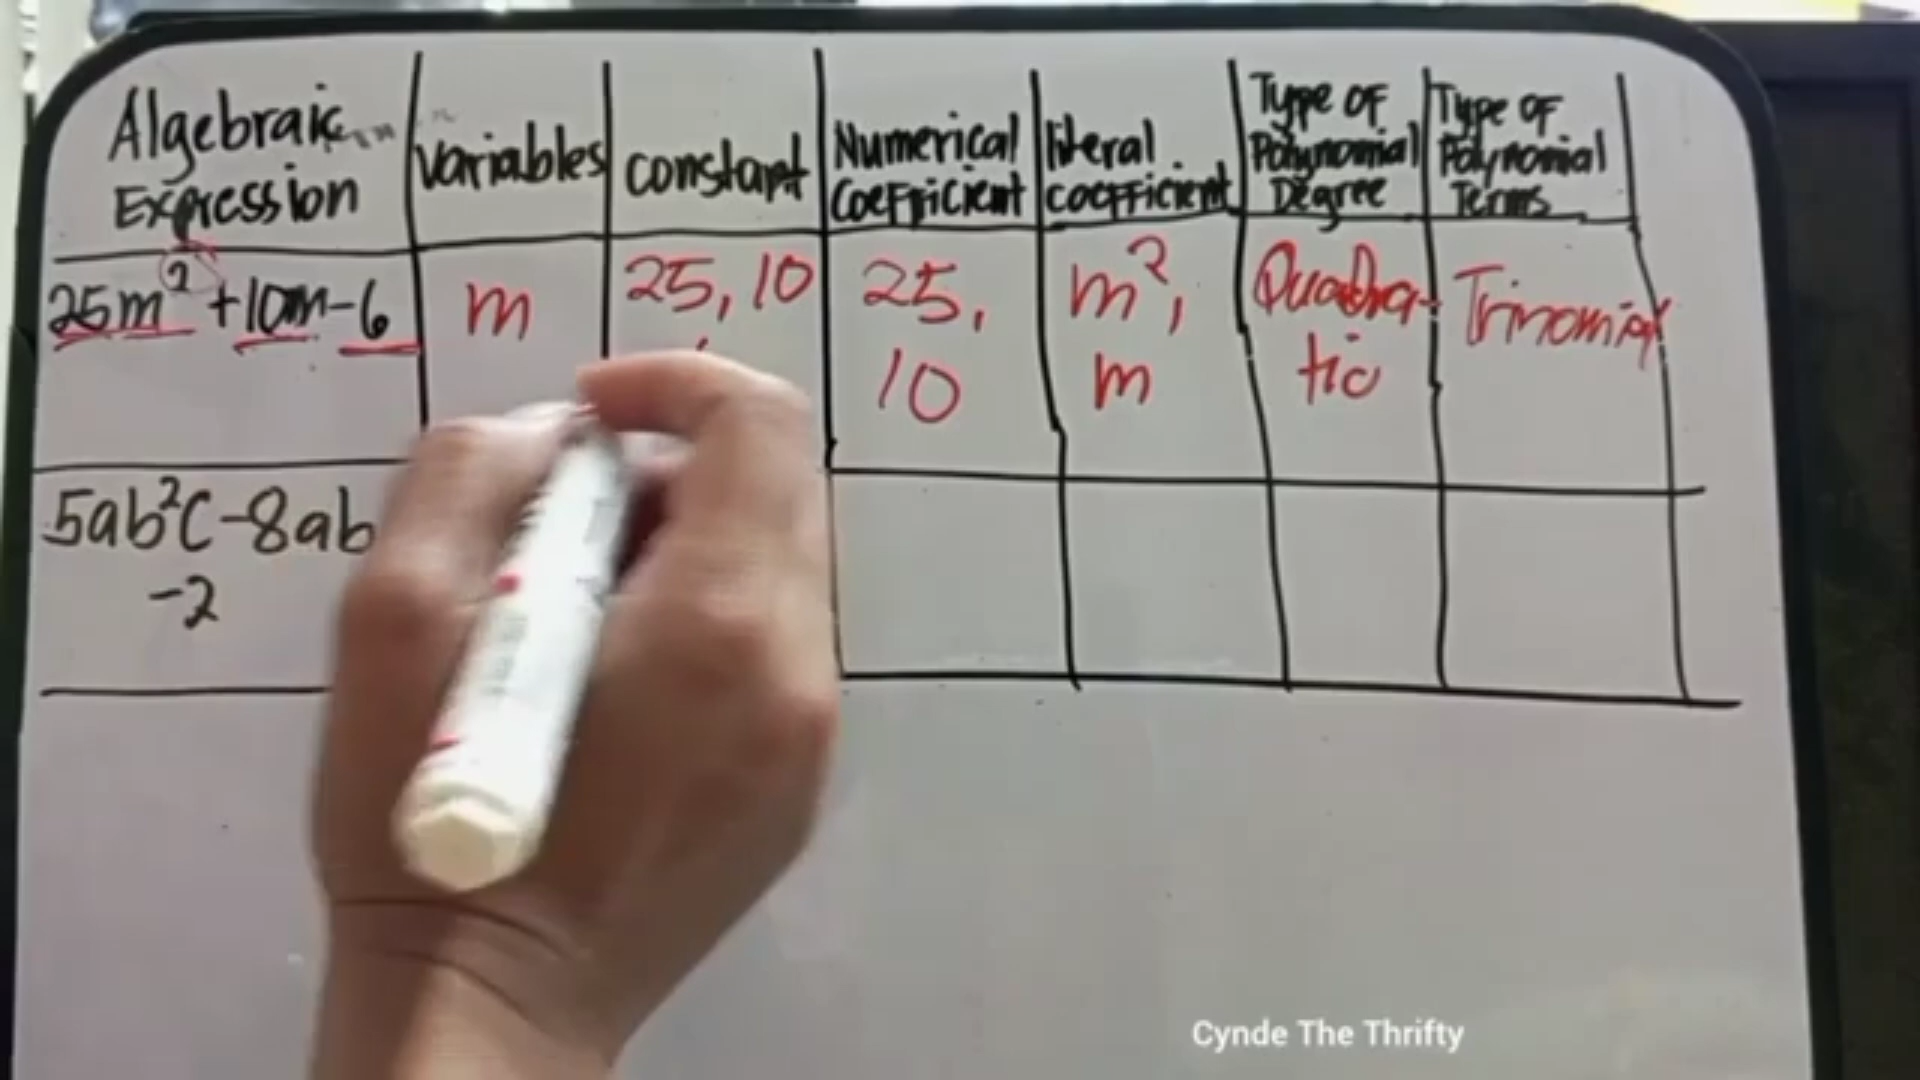 Algebraic
Expression
variables
constant
Numerical
Coefficient
literal
coefficient
Type of
Polynomial
Degree
Type of
Polynomial
Terms
25m² +10m-6
m
25, 10
25,
10
m²,
m
Quadra-
tic
Trinomial
5ab²c-8ab
-2
Cynde The Thrifty